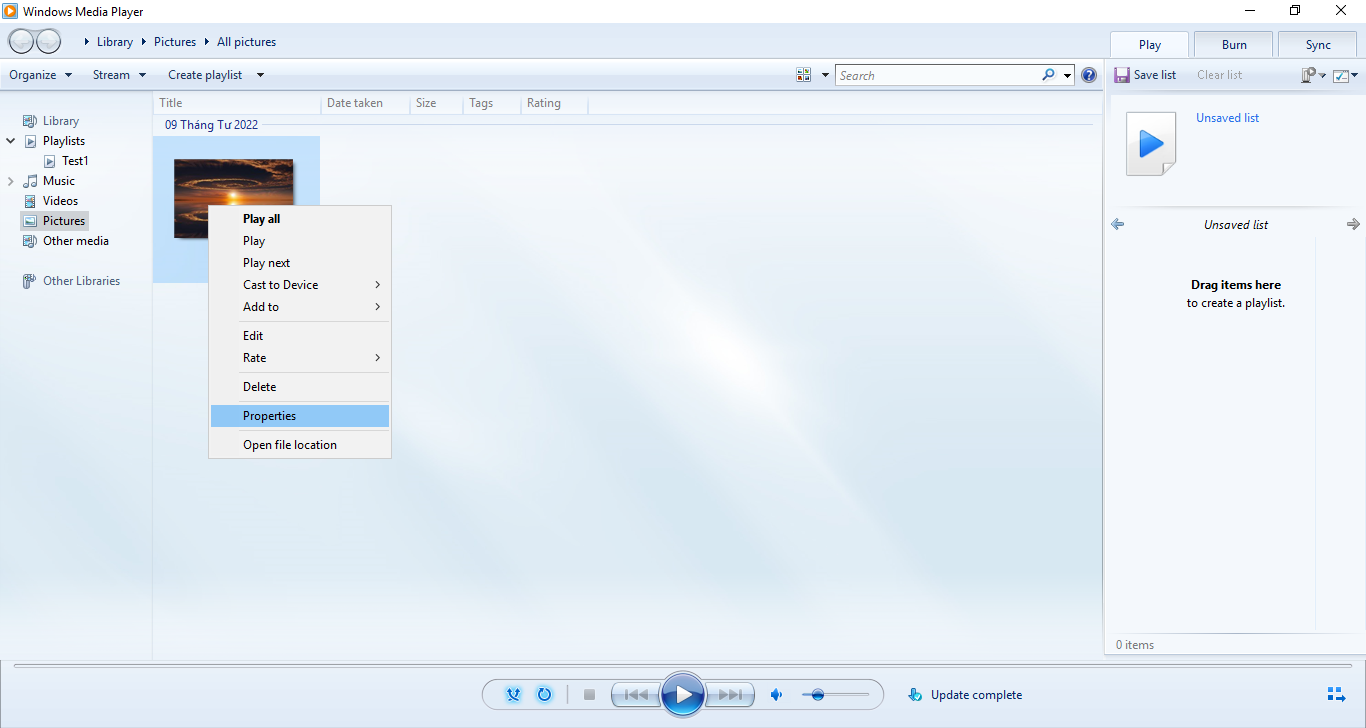 Windows Media Player
Library Pictures All pictures
Play Burn Sync
Organize Stream Create playlist
Search
Save list Clear list
Title Date taken Size Tags Rating
09 Tháng Tư 2022
Library
Playlists
Test1
Music
Videos
Pictures
Other media
Other Libraries
Play all
Play
Play next
Cast to Device
Add to
Edit
Rate
Delete
Properties
Open file location
Unsaved list
Unsaved list
Drag items here
to create a playlist.
0 items
Update complete